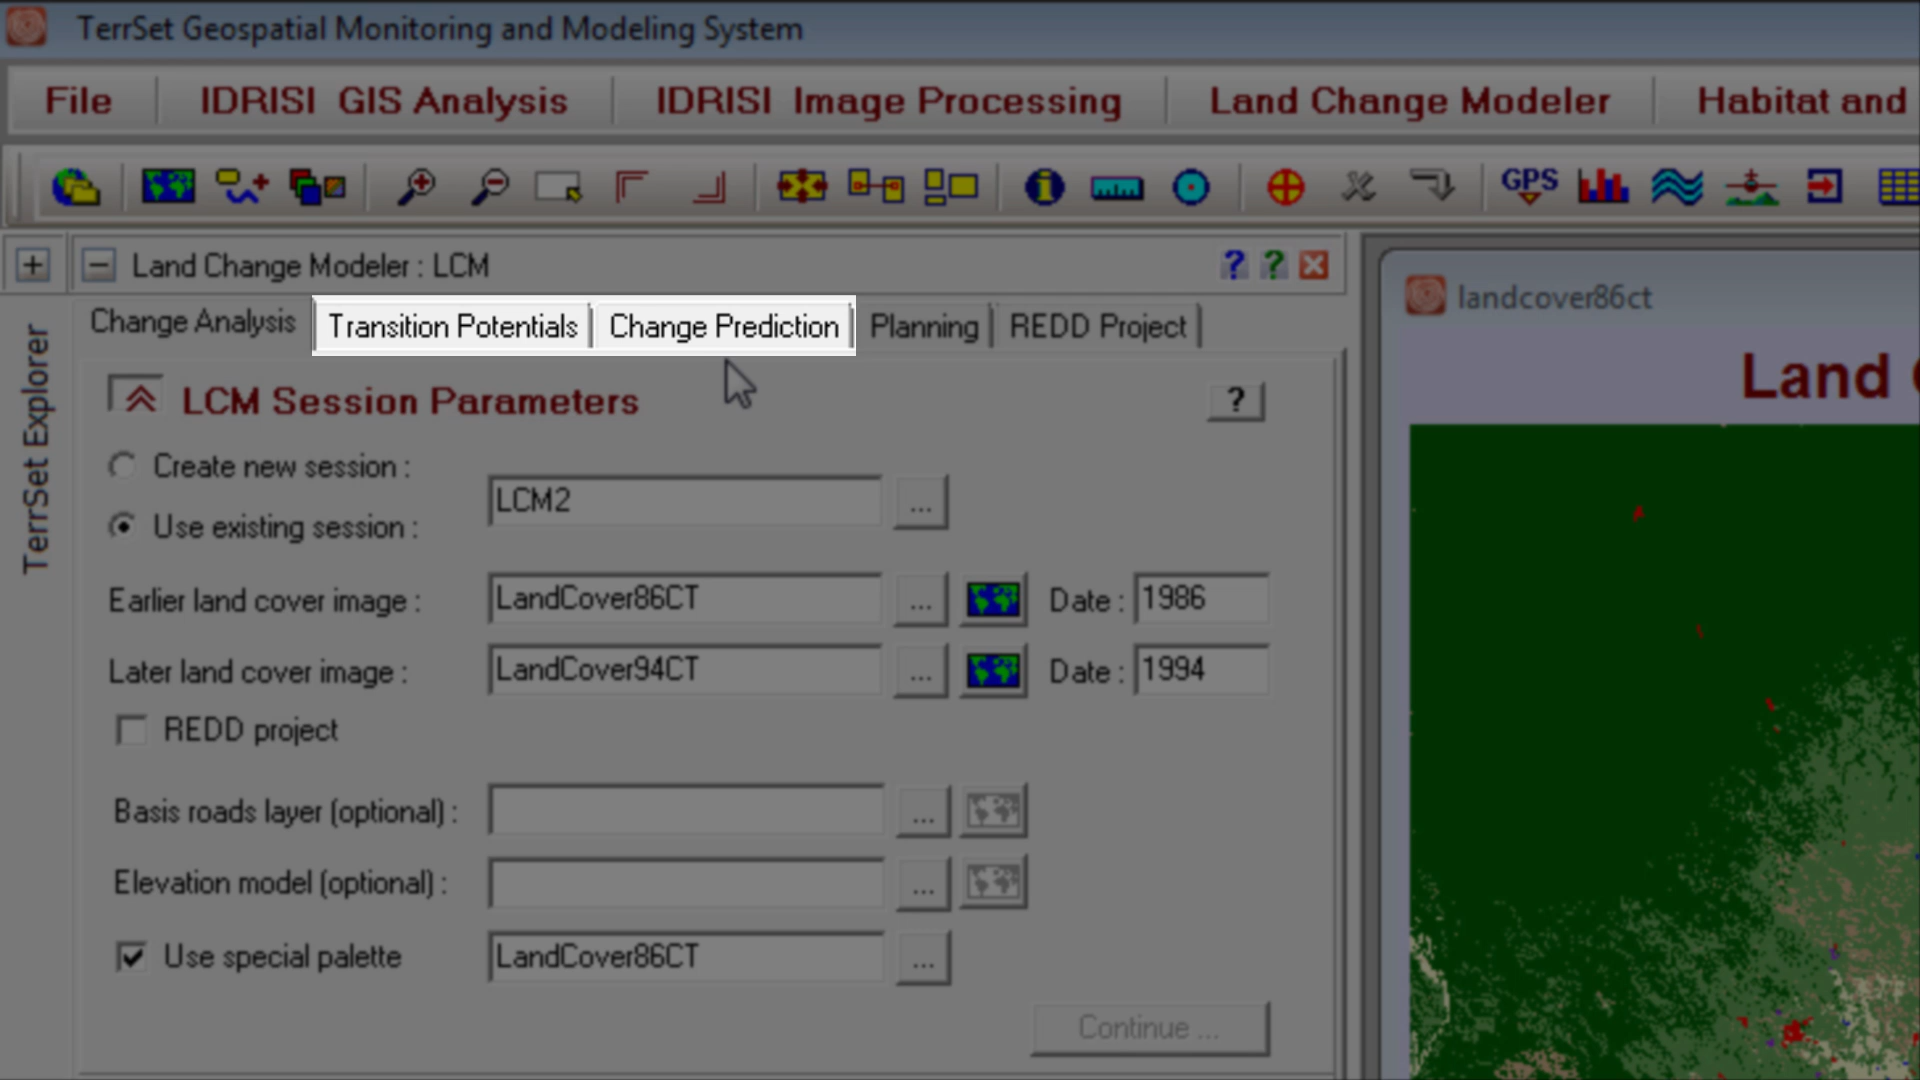 TerrSet Geospatial Monitoring and Modeling System
File IDRISI GIS Analysis IDRISI Image Processing Land Change Modeler Habitat and
GPS
Land Change Modeler : LCM ? ?
landcover86ct
Change Analysis Transition Potentials Change Prediction Planning REDD Project
TerrSet Explorer
Land
LCM Session Parameters ?
Create new session :
LCM2 ...
Use existing session :
Earlier land cover image : LandCover86CT ... Date : 1986
Later land cover image : LandCover94CT ... Date : 1994
REDD project
Basis roads layer (optional) : ...
Elevation model (optional) : ...
Use special palette LandCover86CT ...
Continue ...